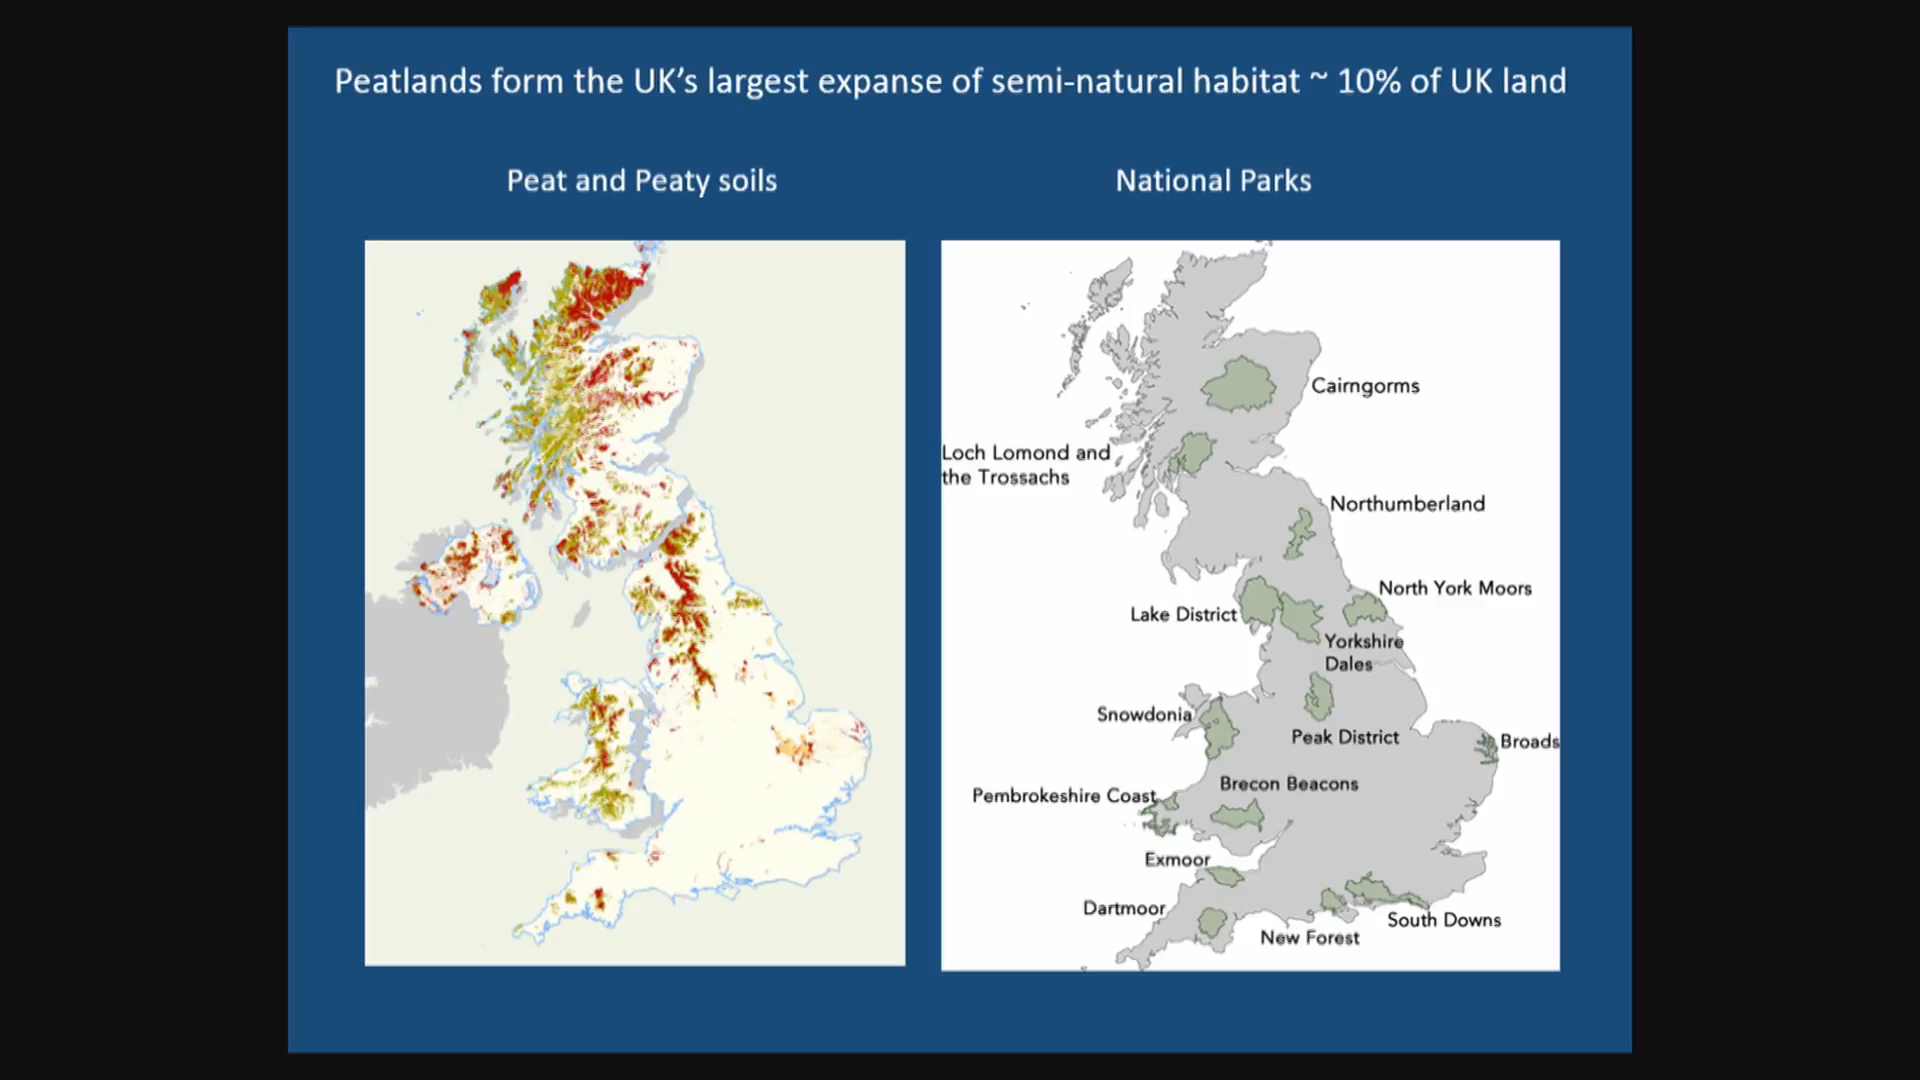 Peatlands form the UK's largest expanse of semi-natural habitat ~ 10% of UK land
Peat and Peaty soils
National Parks
Cairngorms
Loch Lomond and
the Trossachs
Northumberland
North York Moors
Lake District
Yorkshire
Dales
Snowdonia
Peak District
Broads
Brecon Beacons
Pembrokeshire Coast
Exmoor
Dartmoor
South Downs
New Forest